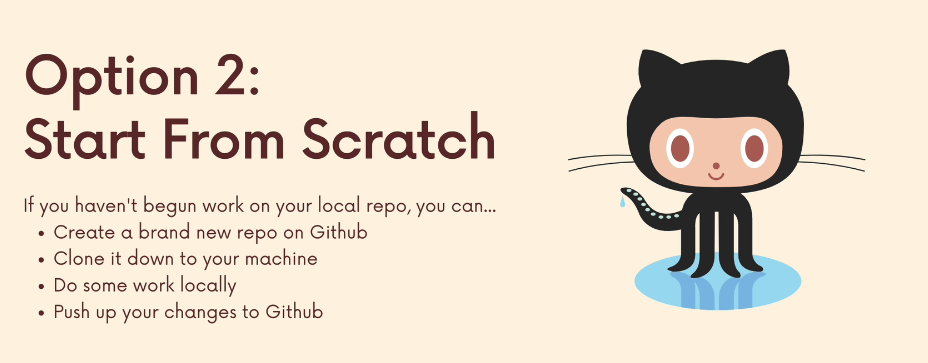 Option 2:
Start From Scratch
If you haven't begun work on your local repo, you can...
• Create a brand new repo on Github
• Clone it down to your machine
• Do some work locally
• Push up your changes to Github